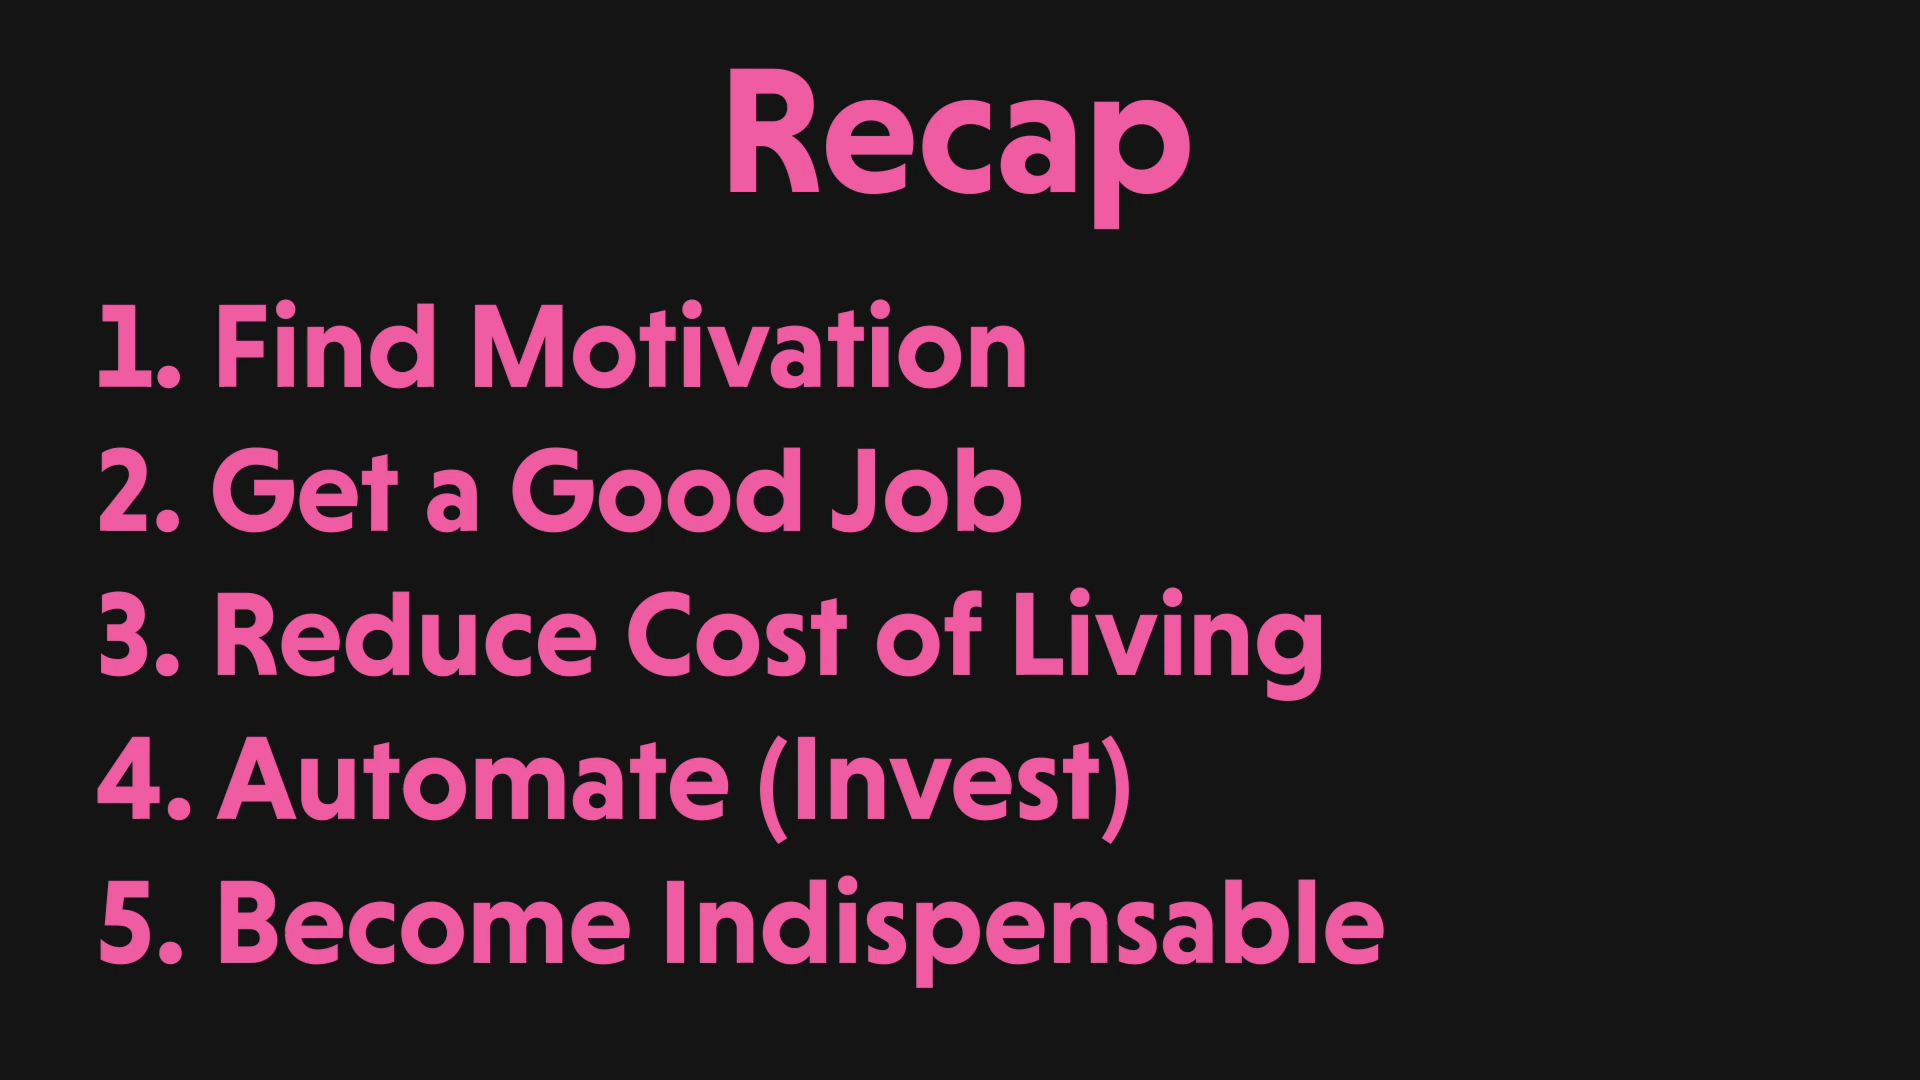 Recap
1. Find Motivation
2. Get a Good Job
3. Reduce Cost of Living
4. Automate (Invest)
5. Become Indispensable